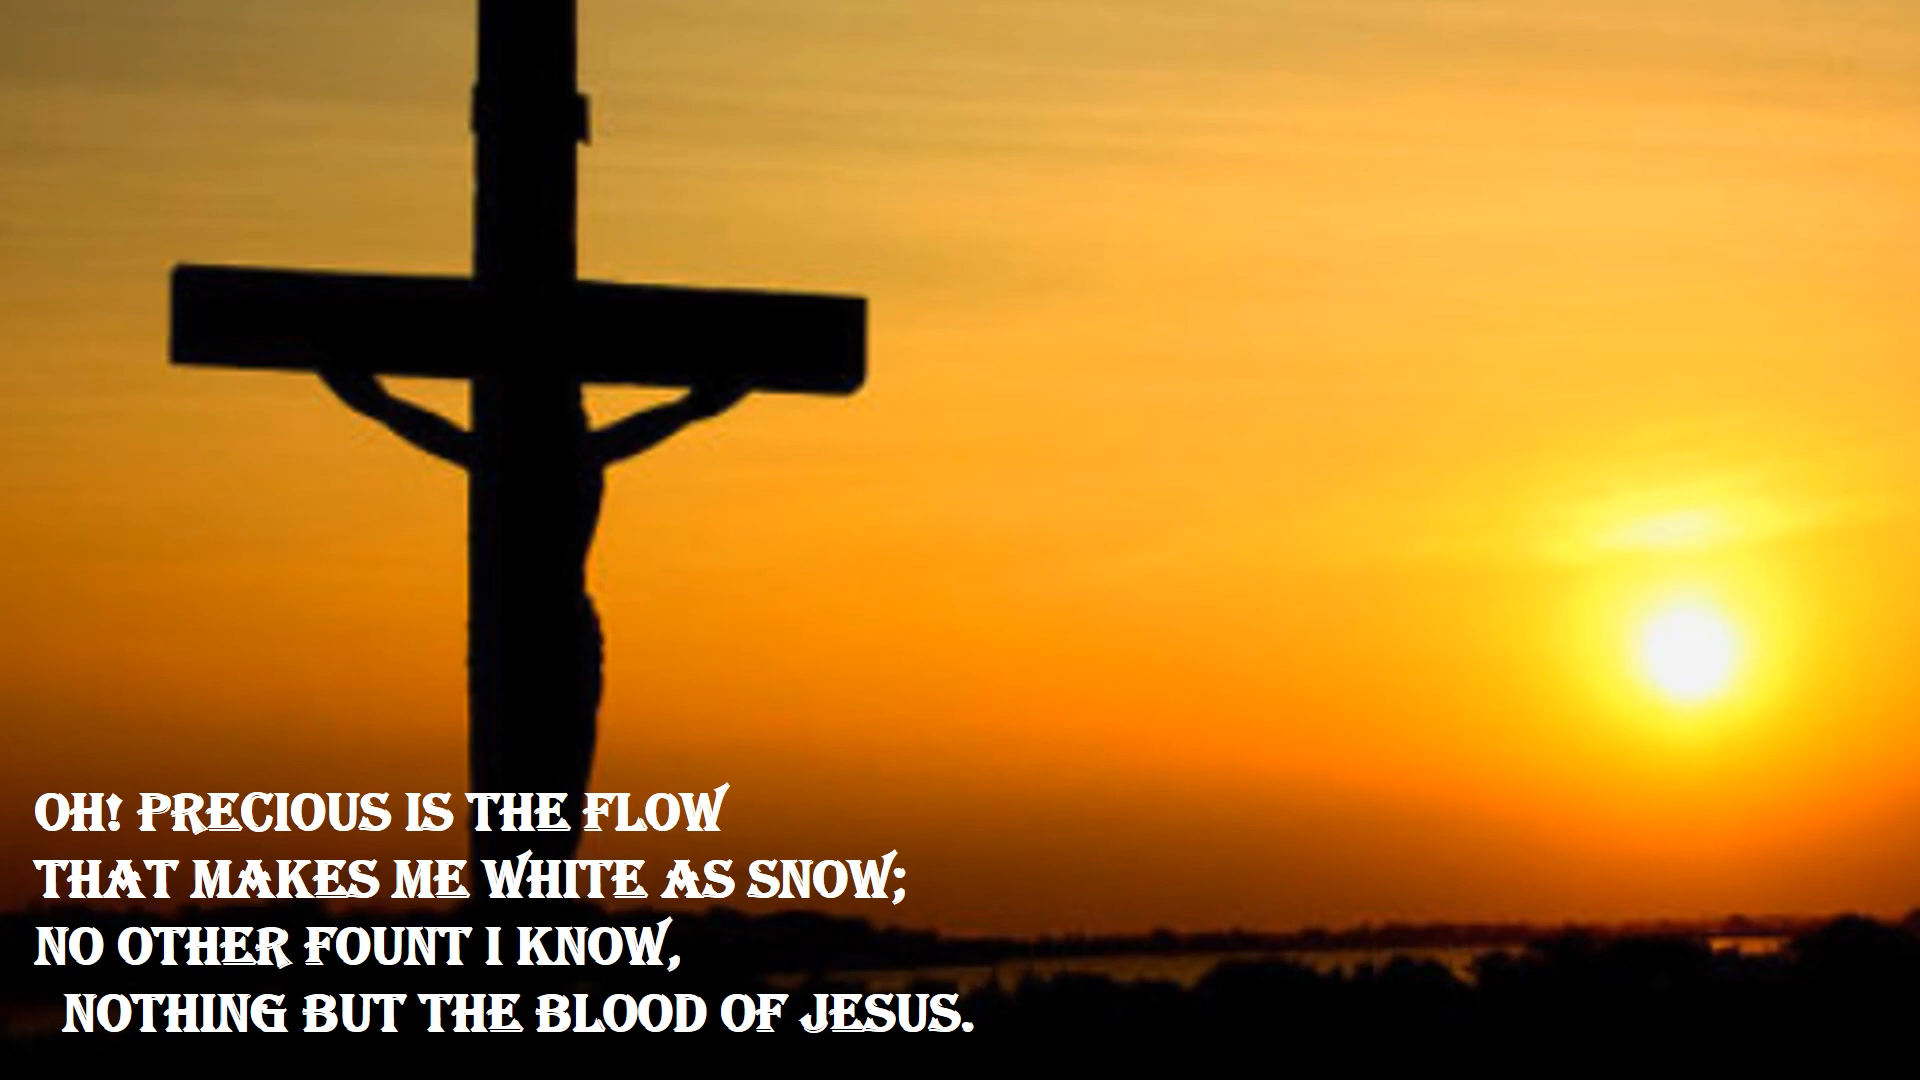 OH! PRECIOUS IS THE FLOW
THAT MAKES ME WHITE AS SNOW;
NO OTHER FOUNT I KNOW,
NOTHING BUT THE BLOOD OF JESUS.